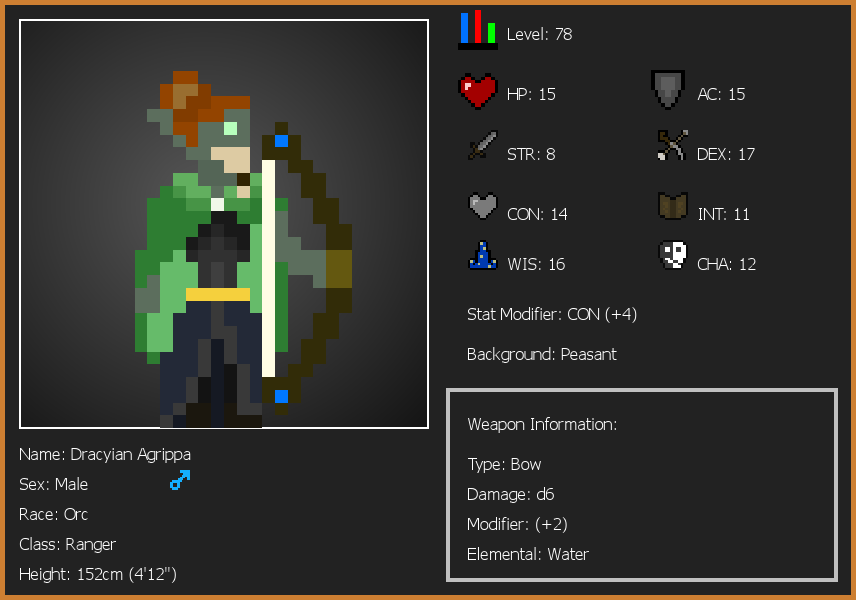 Level: 78
HP: 15
AC: 15
STR: 8
DEX: 17
CON: 14
INT: 11
WIS: 16
CHA: 12
Stat Modifier: CON (+4)
Background: Peasant
Weapon Information:
Type: Bow
Damage: d6
Modifier: (+2)
Elemental: Water
Name: Dracyian Agrippa
Sex: Male
Race: Orc
Class: Ranger
Height: 152cm (4'12")